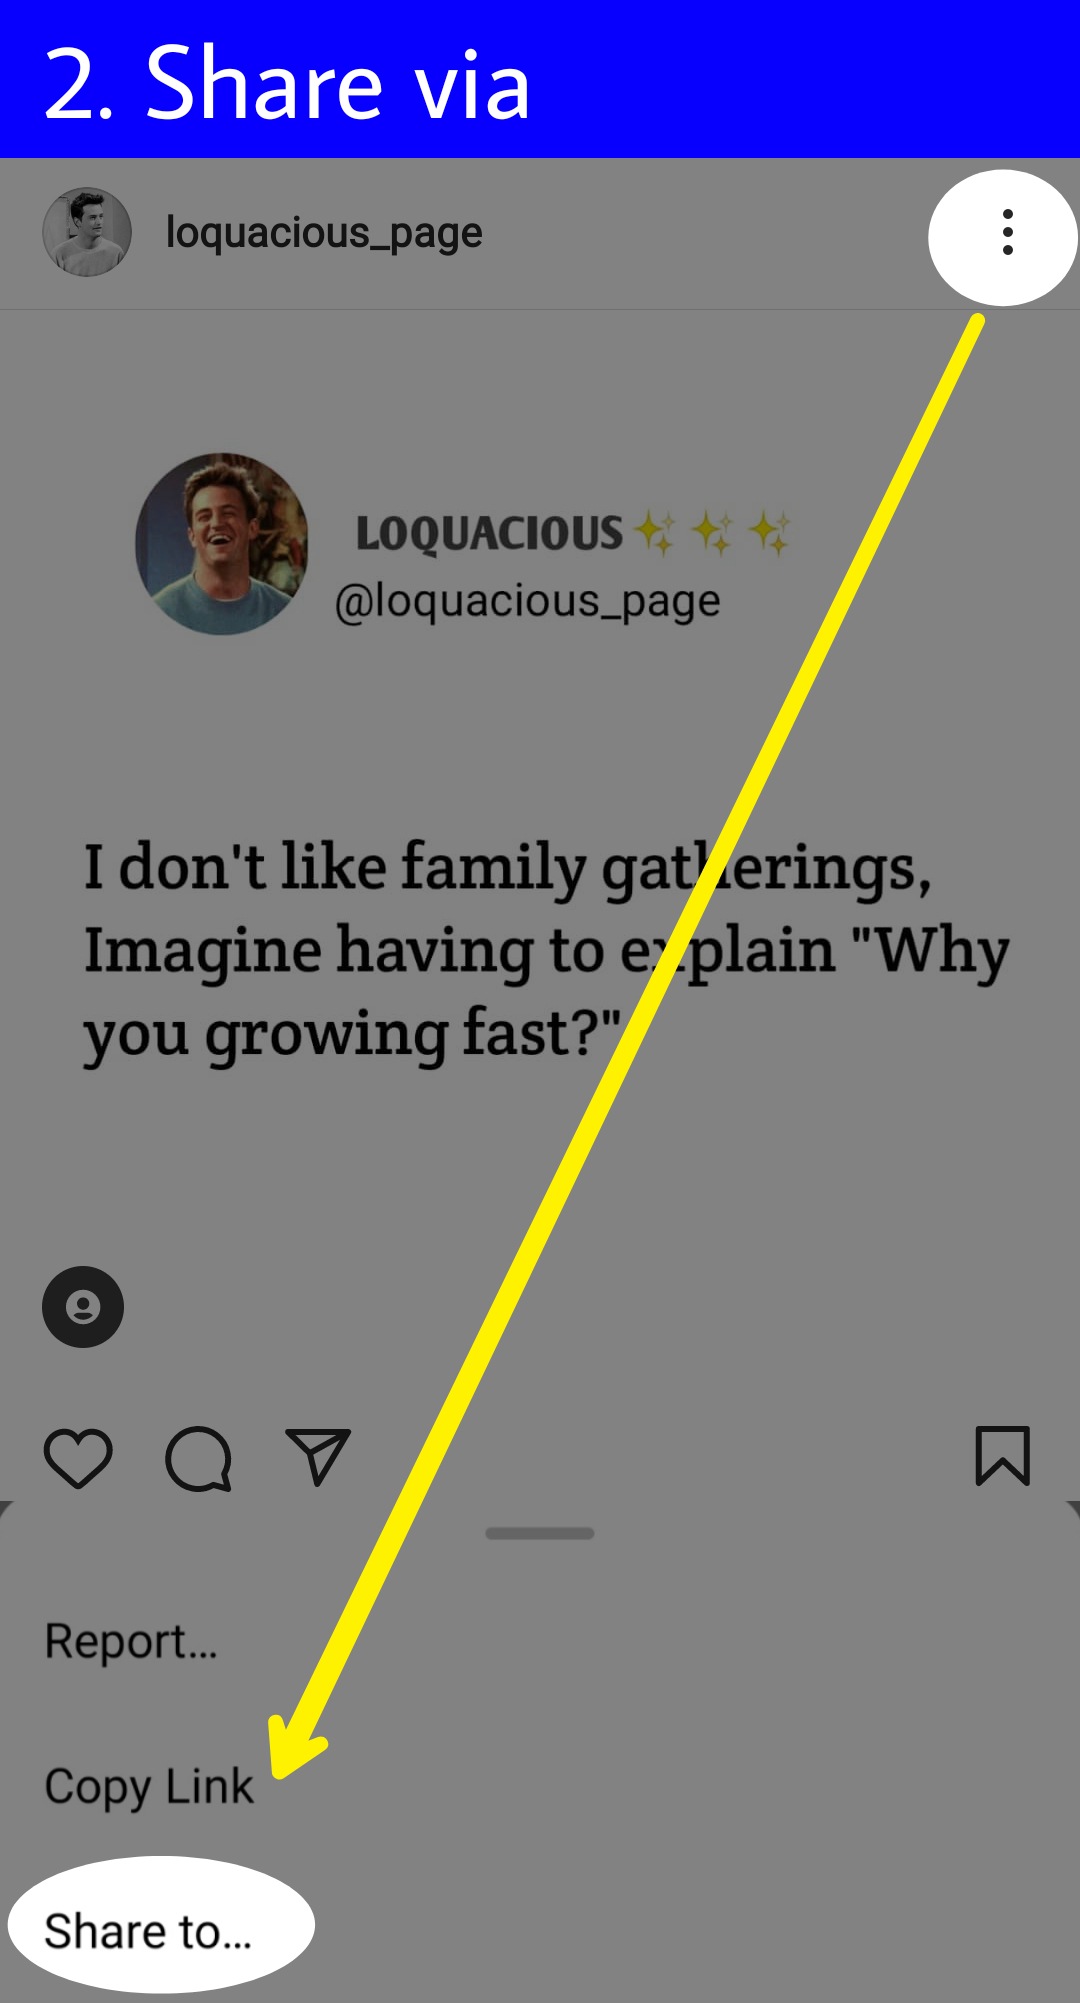 2. Share via
loquacious_page
LOQUACIOUS✨✨✨
@loquacious_page
I don't like family gatherings,
Imagine having to explain "Why
you growing fast?"
Report...
Copy Link
Share to...